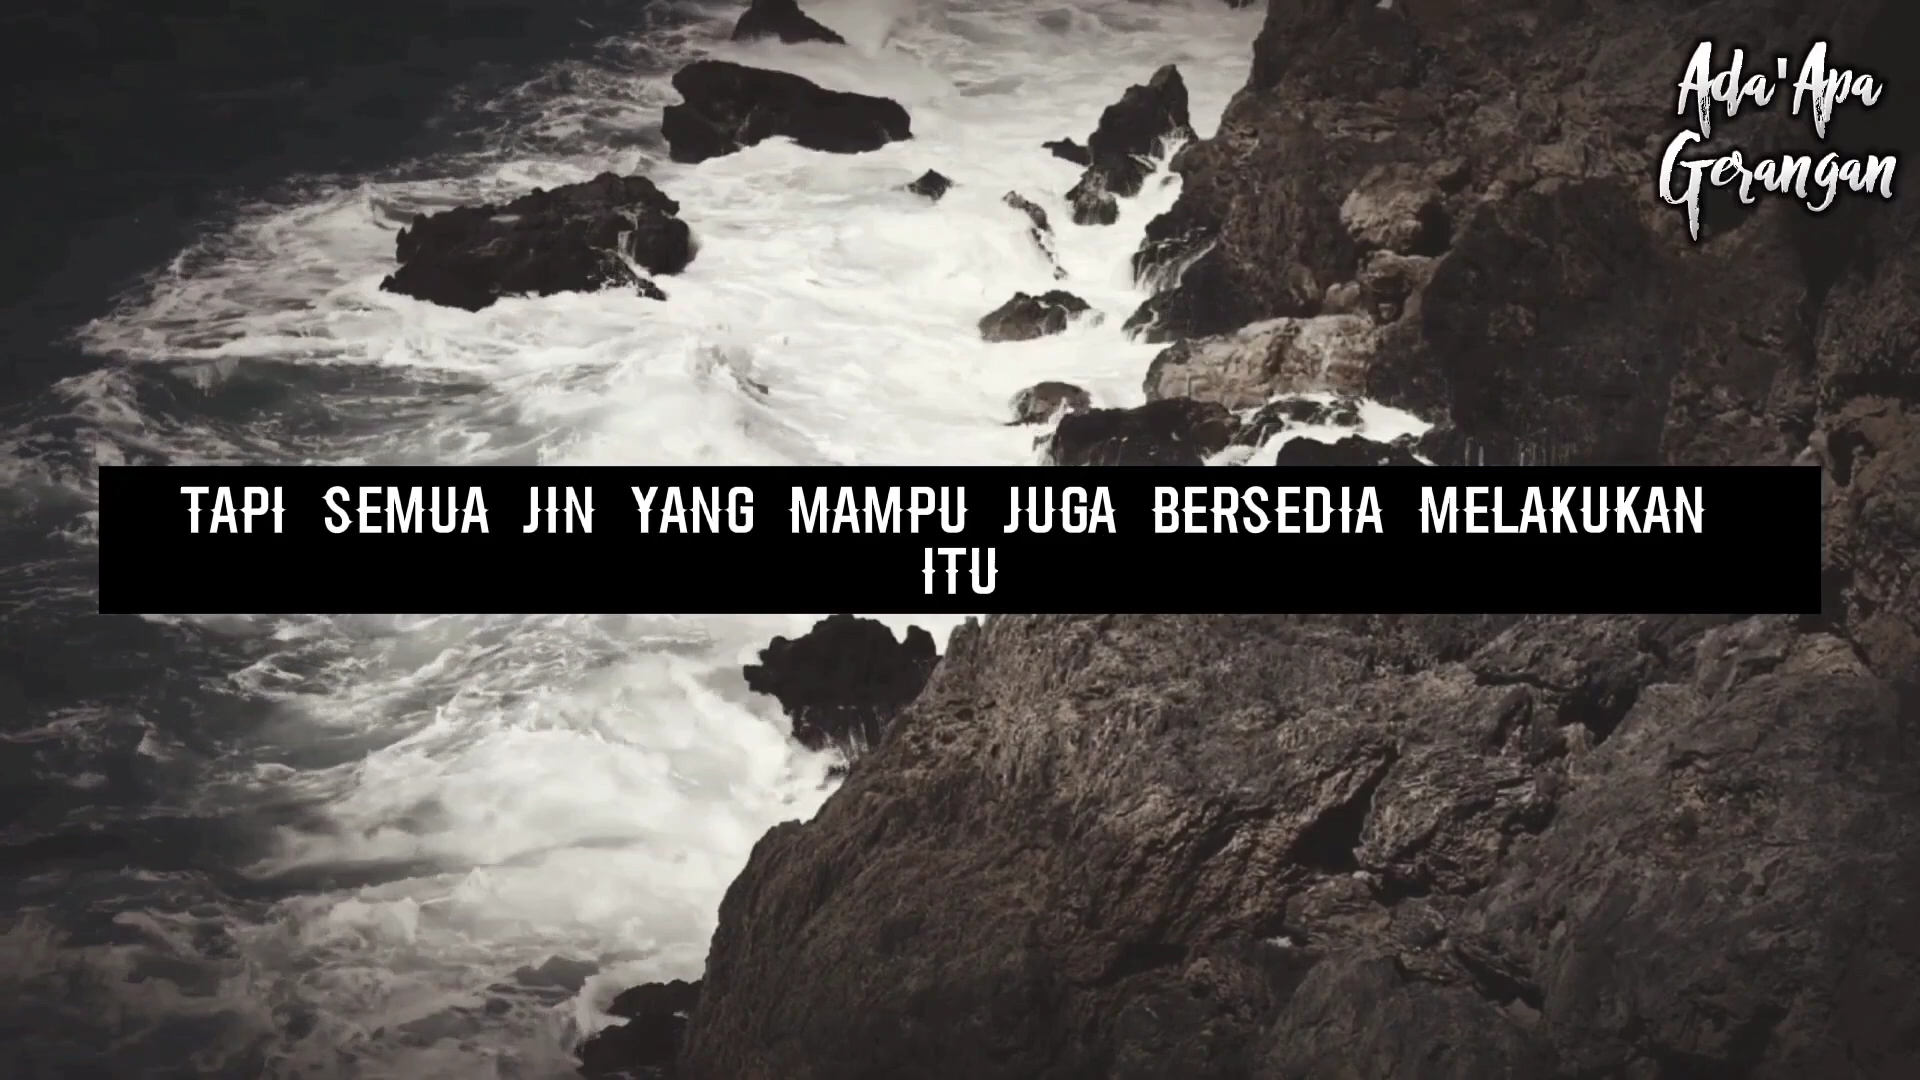 Ada'Apa
Gerangan
TAPI SEMUA JIN YANG MAMPU JUGA BERSEDIA MELAKUKAN
ITU